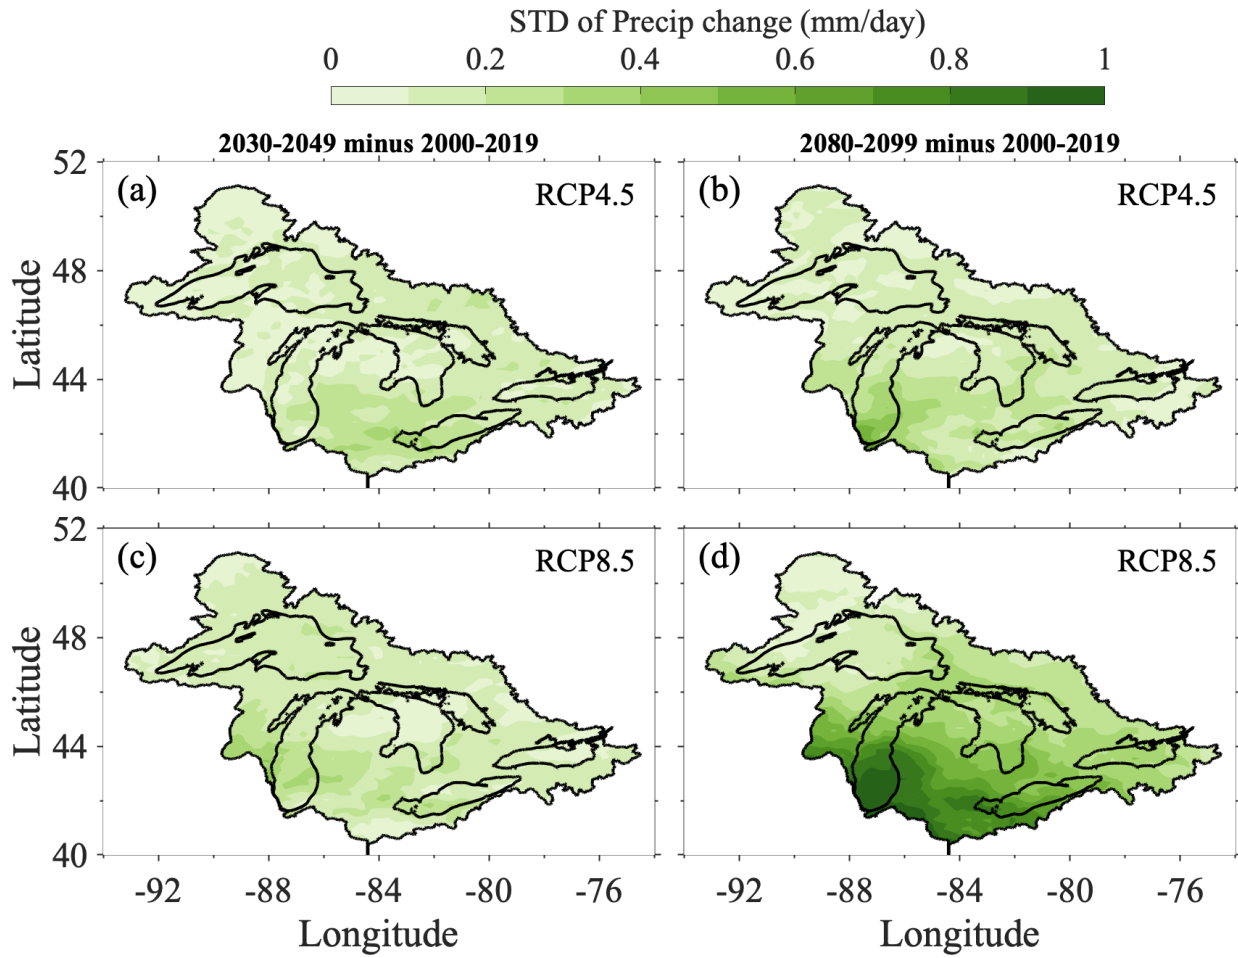 STD of Precip change (mm/day)
0 0.2 0.4 0.6 0.8 1
2030-2049 minus 2000-2019
2080-2099 minus 2000-2019
52
(a) RCP4.5
(b) RCP4.5
48
Latitude
44
40
52
(c) RCP8.5
(d) RCP8.5
48
Latitude
44
40
-92 -88 -84 -80 -76
-92 -88 -84 -80 -76
Longitude
Longitude